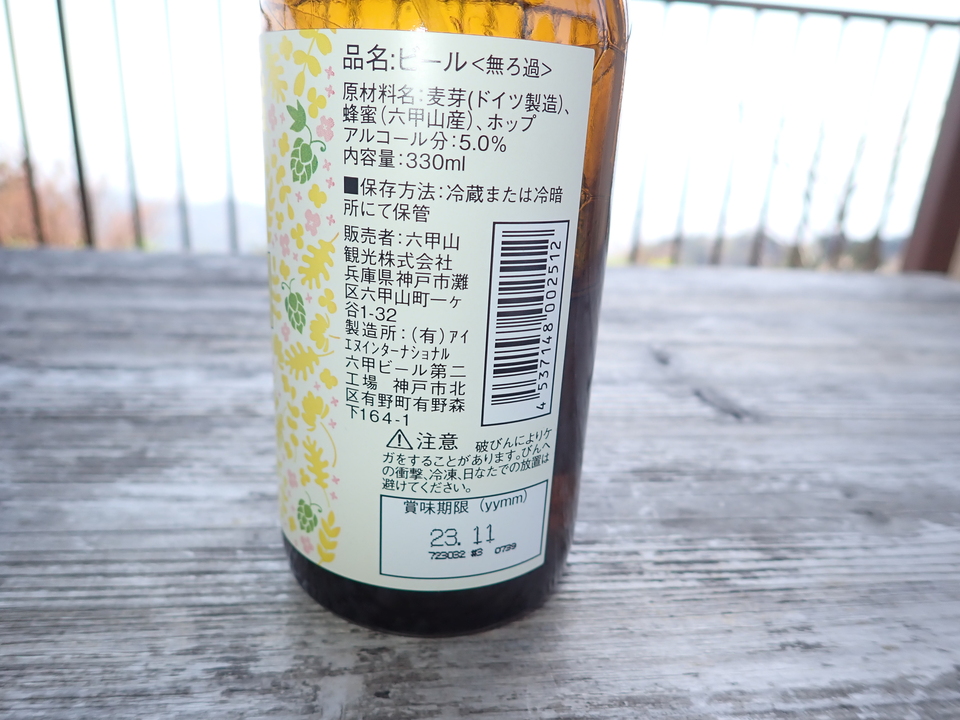 品名:ビール<無ろ過>
原材料名:麦芽(ドイツ製造)、
蜂蜜(六甲山産)、ホップ
アルコール分:5.0%
内容量:330ml
■保存方法:冷蔵または冷暗
所にて保管
販売者:六甲山
観光株式会社
兵庫県神戸市灘
区六甲山町一ヶ
谷1-32
製造所:(有)アイ
エヌインターナショナル
六甲ビール第二
工場 神戸市北
区有野町有野森
下164-1
4 537148 002512
⚠注意 破びんによりケ
ガをすることがあります。びんへ
の衝撃、冷凍、日なたでの放置は
避けてください。
賞味期限(yymm)
23.11
723032 #3 0739